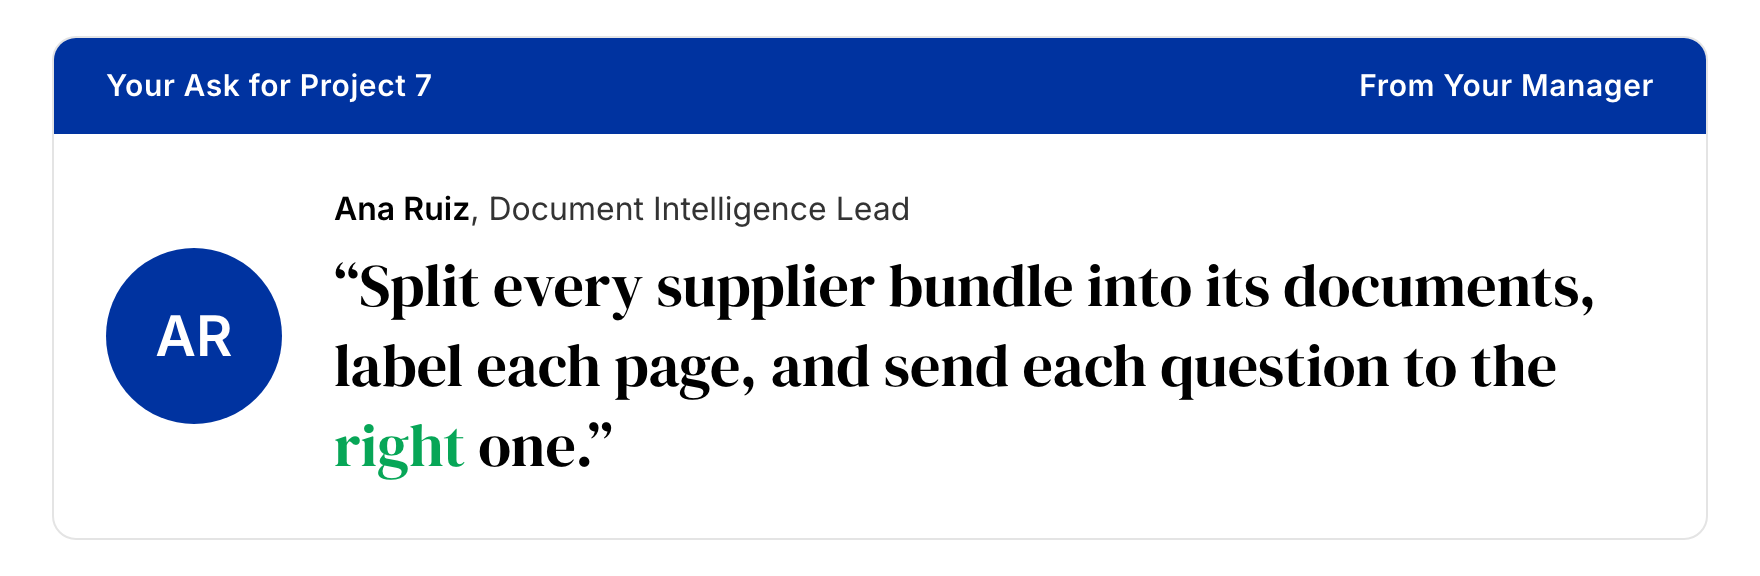 Your Ask for Project 7
From Your Manager
Ana Ruiz, Document Intelligence Lead
AR
“Split every supplier bundle into its documents,
label each page, and send each question to the
right one.”